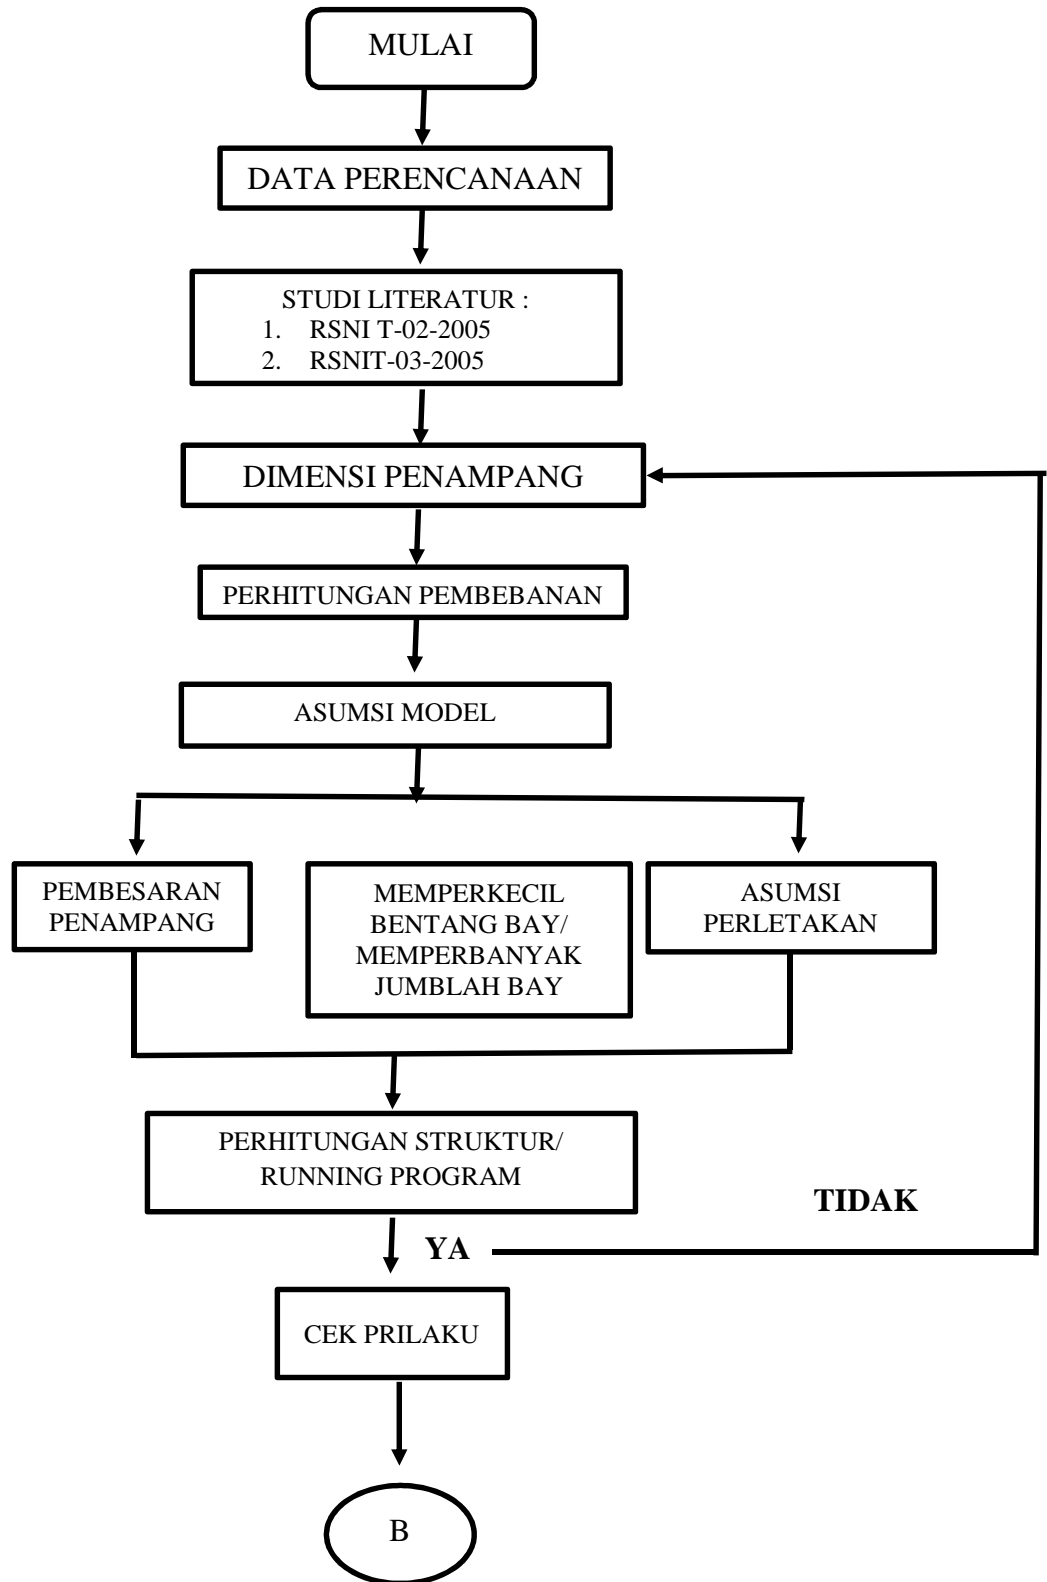 MULAI
DATA PERENCANAAN
STUDI LITERATUR :
1. RSNI T-02-2005
2. RSNIT-03-2005
DIMENSI PENAMPANG
PERHITUNGAN PEMBEBANAN
ASUMSI MODEL
PEMBESARAN
PENAMPANG
MEMPERKECIL
BENTANG BAY/
MEMPERBANYAK
JUMBLAH BAY
ASUMSI
PERLETAKAN
PERHITUNGAN STRUKTUR/
RUNNING PROGRAM
TIDAK
YA
CEK PRILAKU
B